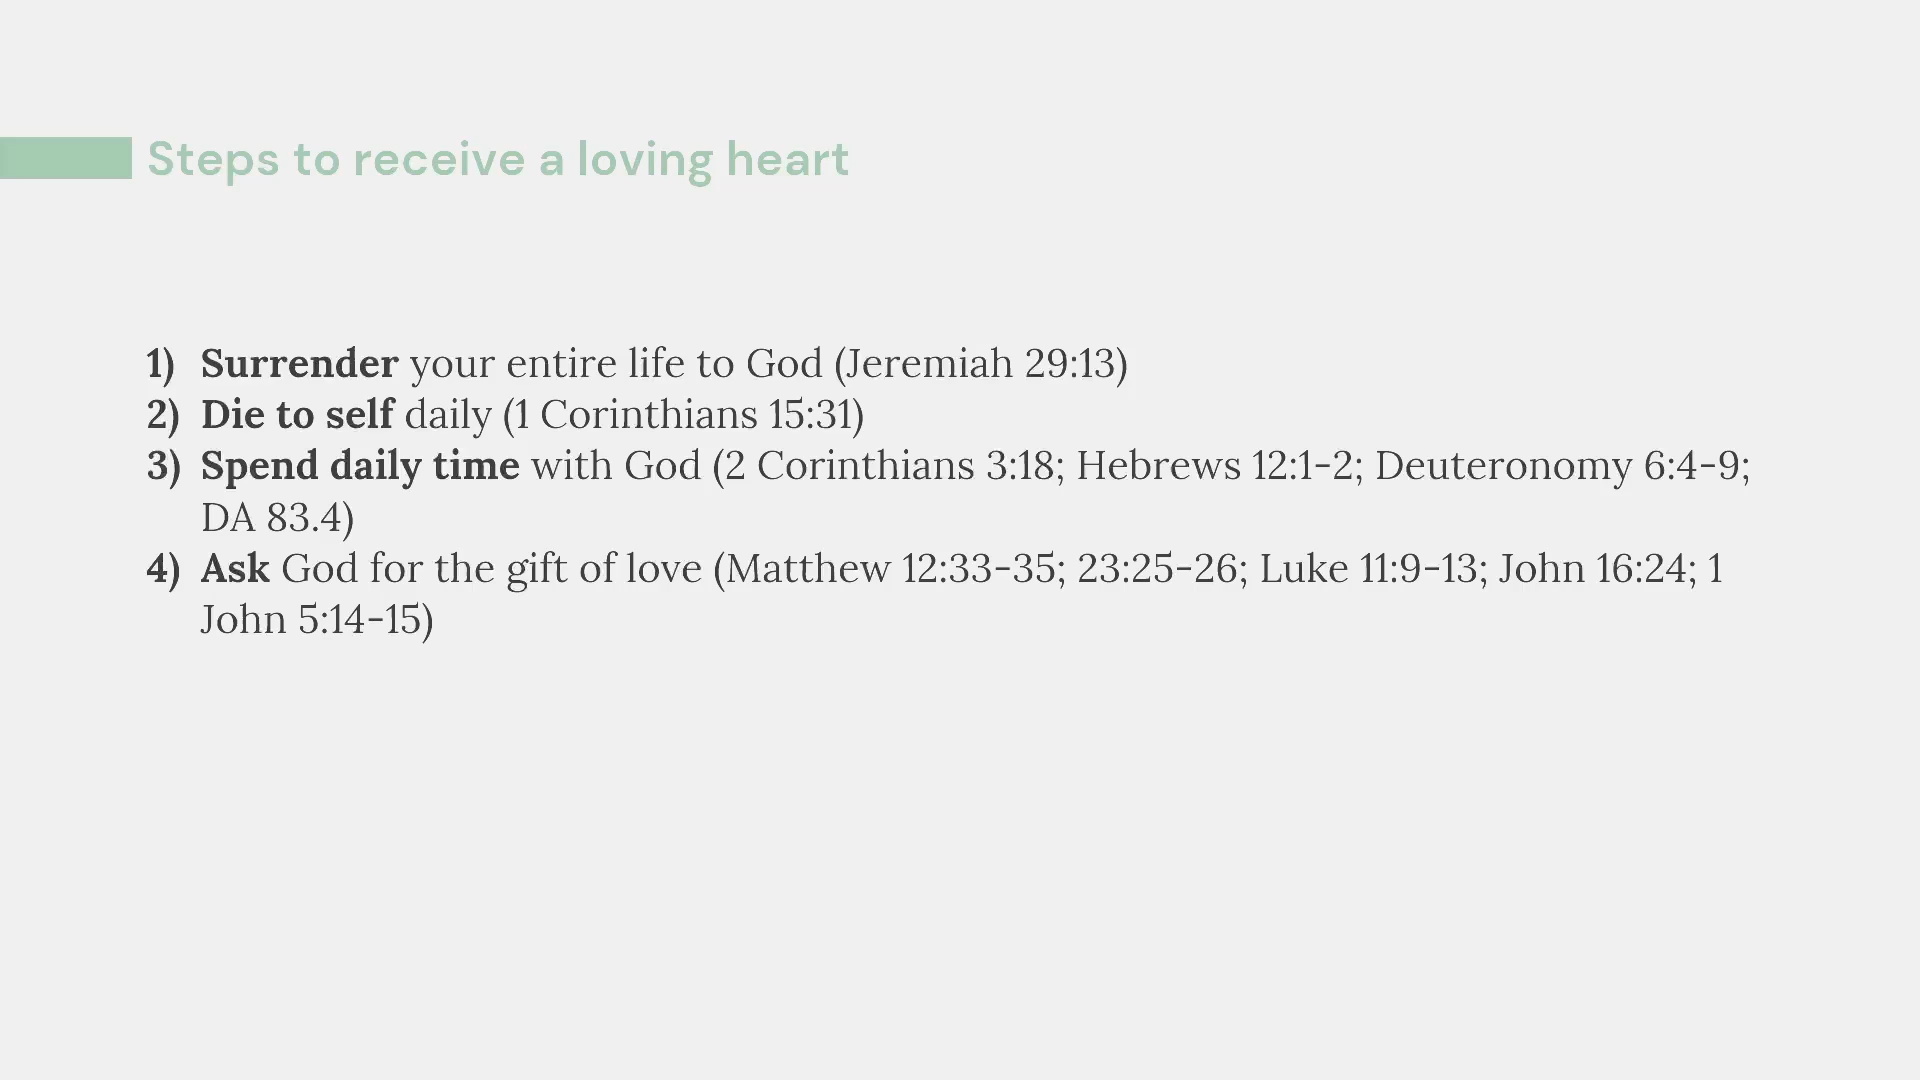 Steps to receive a loving heart
1) Surrender your entire life to God (Jeremiah 29:13)
2) Die to self daily (1 Corinthians 15:31)
3) Spend daily time with God (2 Corinthians 3:18; Hebrews 12:1-2; Deuteronomy 6:4-9;
DA 83.4)
4) Ask God for the gift of love (Matthew 12:33-35; 23:25-26; Luke 11:9-13; John 16:24; 1
John 5:14-15)